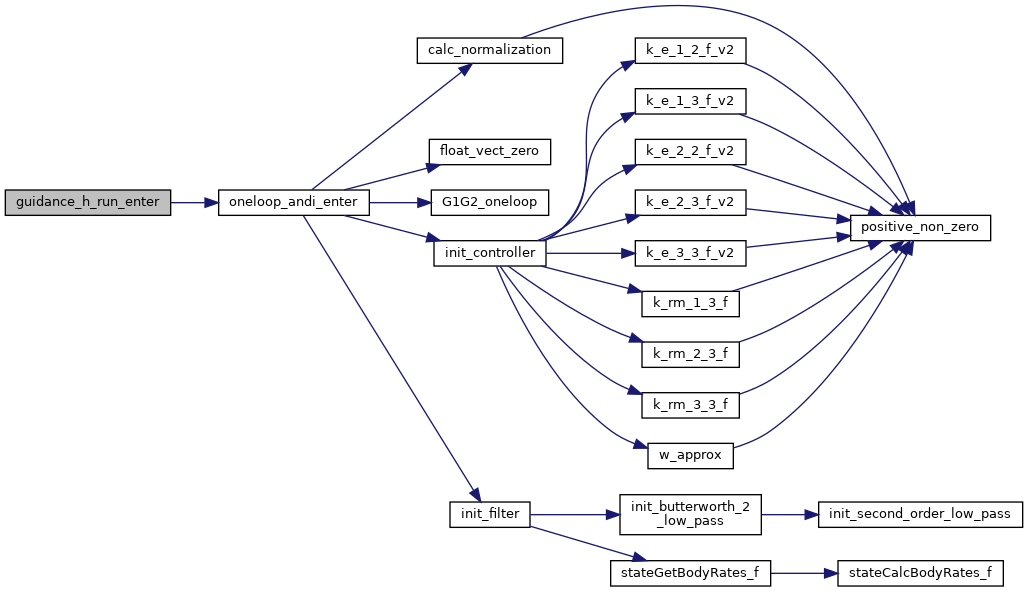 guidance_h_run_enter
oneloop_andi_enter
calc_normalization
float_vect_zero
G1G2_oneloop
init_controller
init_filter
k_e_1_2_f_v2
k_e_1_3_f_v2
k_e_2_2_f_v2
k_e_2_3_f_v2
k_e_3_3_f_v2
k_rm_1_3_f
k_rm_2_3_f
k_rm_3_3_f
w_approx
positive_non_zero
init_butterworth_2
_low_pass
init_second_order_low_pass
stateGetBodyRates_f
stateCalcBodyRates_f